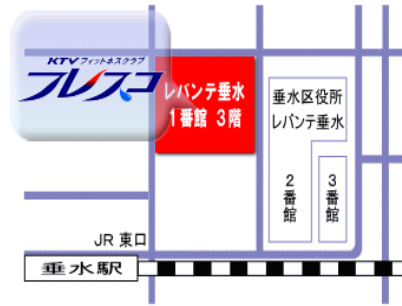 KTV フィットネスクラブ
フレスコ
レバンテ垂水
1番館 3階
垂水区役所
レバンテ垂水
2番館
3番館
JR 東口
垂水駅